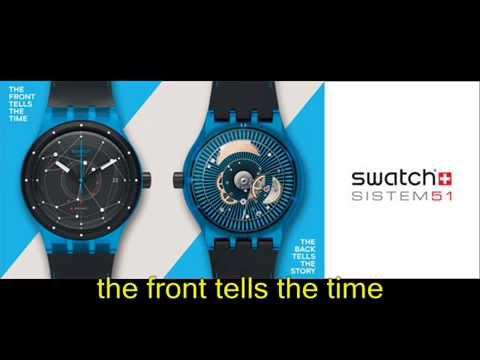 THE
FRONT
TELLS
THE
TIME
swatch
SISTEM51
THE
BACK
TELLS
THE
STORY
the front tells the time